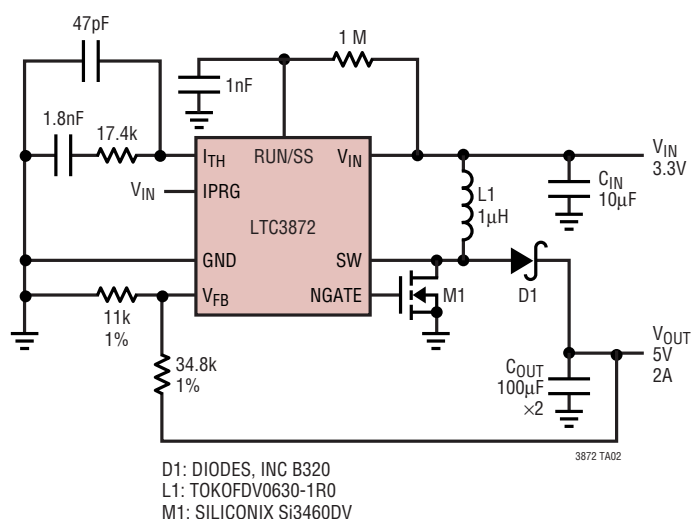 47pF
1 M
1nF
1.8nF
17.4k
ITH
RUN/SS
VIN
VIN
3.3V
CIN
10µF
VIN
IPRG
L1
1µH
LTC3872
GND
SW
D1
VFB
NGATE
M1
11k
1%
34.8k
1%
VOUT
5V
2A
COUT
100µF
×2
3872 TA02
D1: DIODES, INC B320
L1: TOKOFDV0630-1R0
M1: SILICONIX Si3460DV